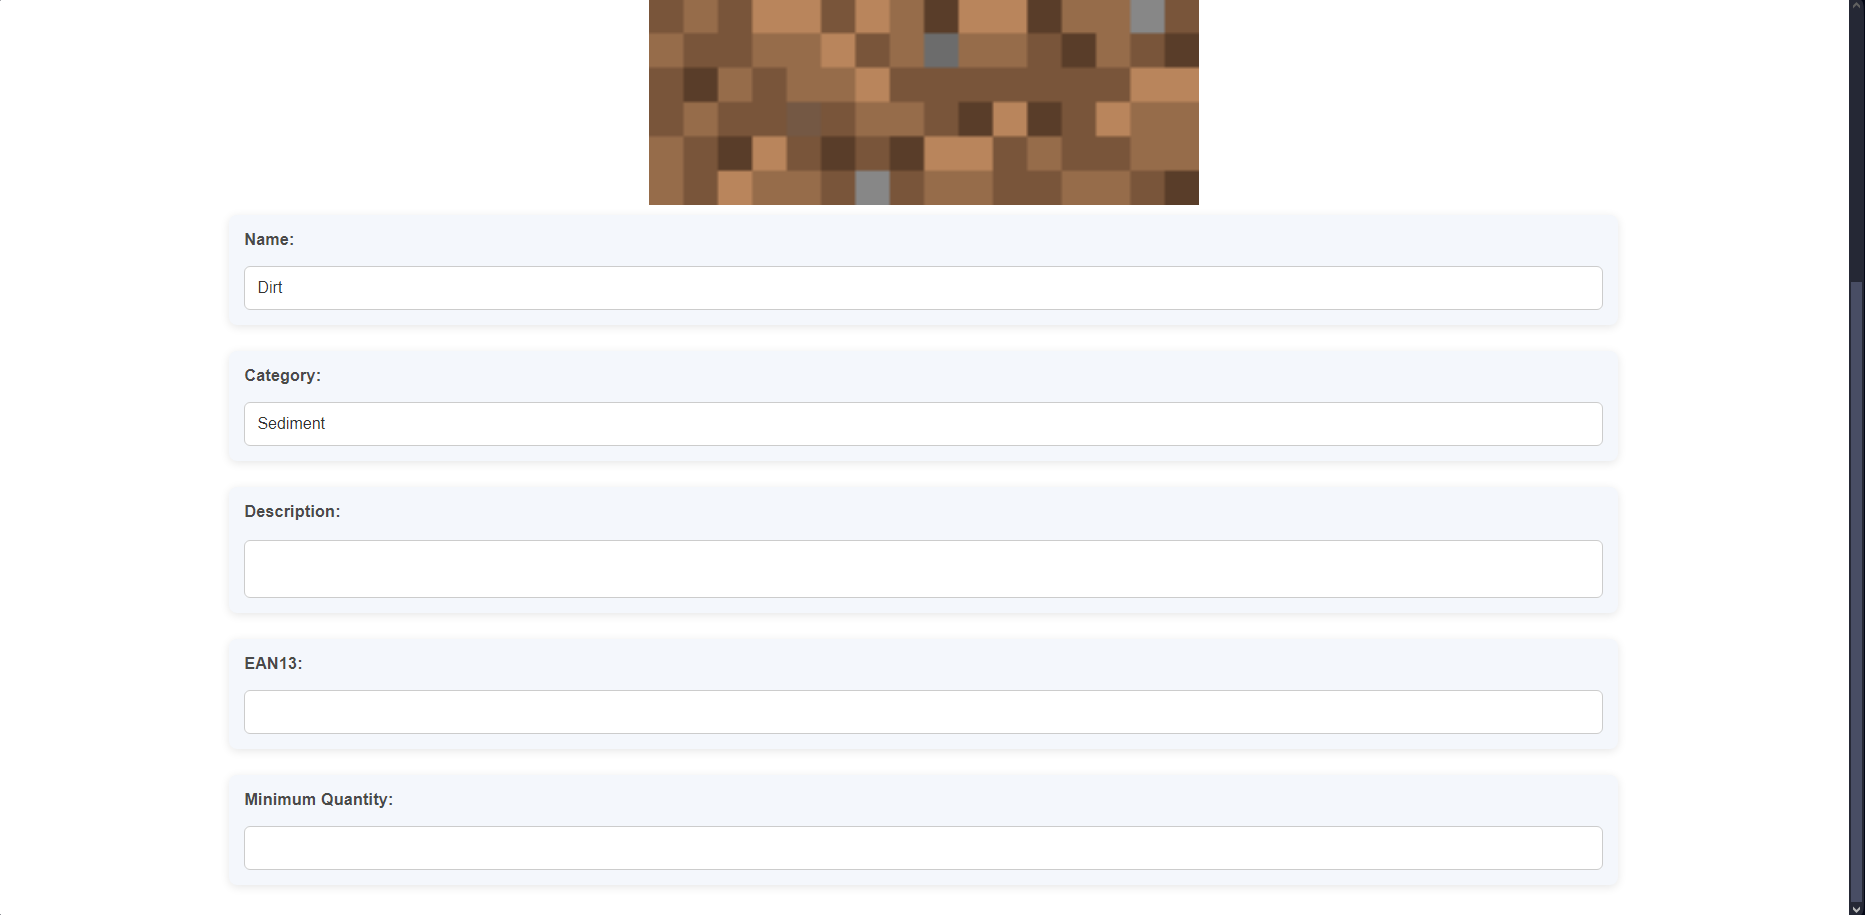 Name:
Dirt
Category:
Sediment
Description:
EAN13:
Minimum Quantity: